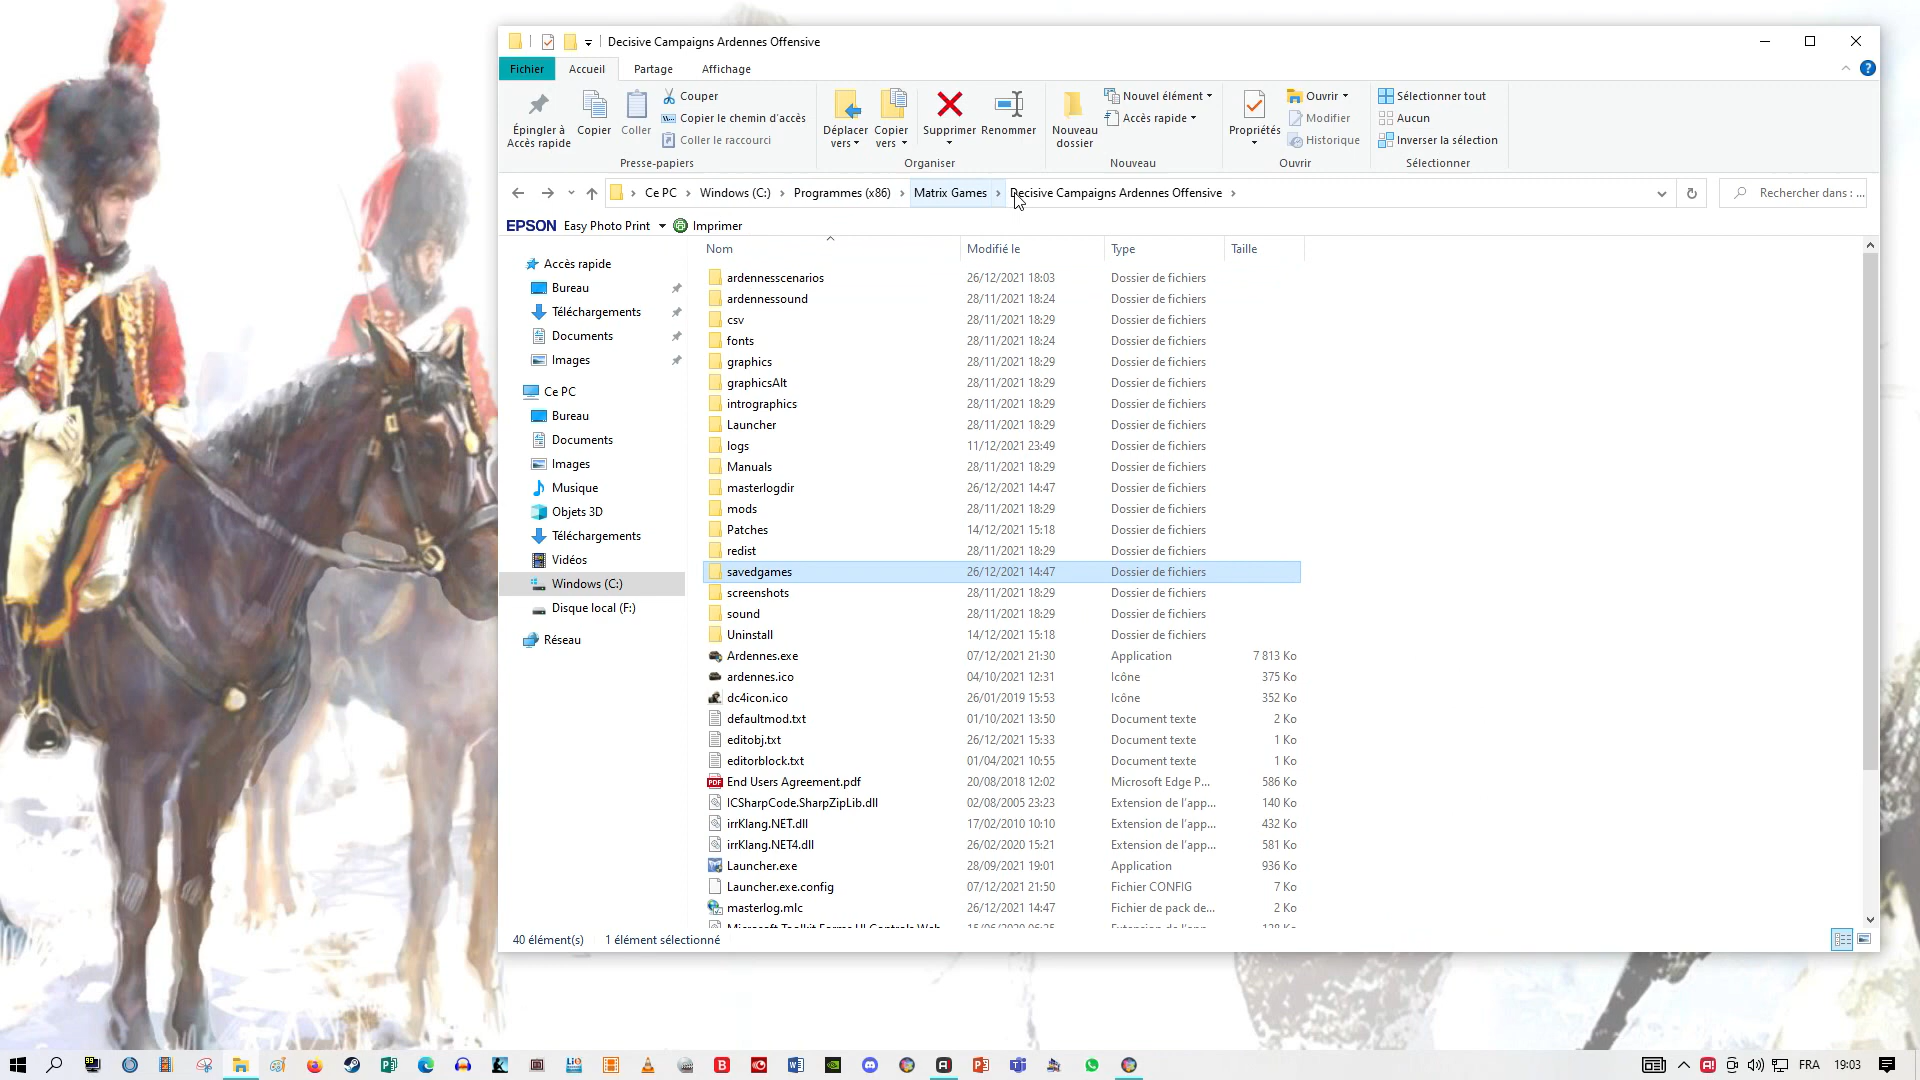 Decisive Campaigns Ardennes Offensive
Fichier
Accueil
Partage
Affichage
Épingler à
Accès rapide
Copier
Coller
Couper
Copier le chemin d'accès
Coller le raccourci
Presse-papiers
Déplacer
vers
Copier
vers
Supprimer
Renommer
Organiser
Nouveau
dossier
Nouvel élément
Accès rapide
Nouveau
Propriétés
Ouvrir
Modifier
Historique
Ouvrir
Sélectionner tout
Aucun
Inverser la sélection
Sélectionner
Ce PC > Windows (C:) > Programmes (x86) > Matrix Games > Decisive Campaigns Ardennes Offensive >
Rechercher dans : ...
EPSON Easy Photo Print Imprimer
Accès rapide
Bureau
Téléchargements
Documents
Images
Ce PC
Bureau
Documents
Images
Musique
Objets 3D
Téléchargements
Vidéos
Windows (C:)
Disque local (F:)
Réseau
Nom Modifié le Type Taille
ardennesscenarios 26/12/2021 18:03 Dossier de fichiers
ardennessound 28/11/2021 18:24 Dossier de fichiers
csv 28/11/2021 18:29 Dossier de fichiers
fonts 28/11/2021 18:24 Dossier de fichiers
graphics 28/11/2021 18:29 Dossier de fichiers
graphicsAlt 28/11/2021 18:29 Dossier de fichiers
intrographics 28/11/2021 18:29 Dossier de fichiers
Launcher 28/11/2021 18:29 Dossier de fichiers
logs 11/12/2021 23:49 Dossier de fichiers
Manuals 28/11/2021 18:29 Dossier de fichiers
masterlogdir 26/12/2021 14:47 Dossier de fichiers
mods 28/11/2021 18:29 Dossier de fichiers
Patches 14/12/2021 15:18 Dossier de fichiers
redist 28/11/2021 18:29 Dossier de fichiers
savedgames 26/12/2021 14:47 Dossier de fichiers
screenshots 28/11/2021 18:29 Dossier de fichiers
sound 28/11/2021 18:29 Dossier de fichiers
Uninstall 14/12/2021 15:18 Dossier de fichiers
Ardennes.exe 07/12/2021 21:30 Application 7 813 Ko
ardennes.ico 04/10/2021 12:31 Icône 375 Ko
dc4icon.ico 26/01/2019 15:53 Icône 352 Ko
defaultmod.txt 01/10/2021 13:50 Document texte 2 Ko
editobj.txt 26/12/2021 15:33 Document texte 1 Ko
editorblock.txt 01/04/2021 10:55 Document texte 1 Ko
End Users Agreement.pdf 20/08/2018 12:02 Microsoft Edge P... 586 Ko
ICSharpCode.SharpZipLib.dll 02/08/2005 23:23 Extension de l'app... 140 Ko
irrKlang.NET.dll 17/02/2010 10:10 Extension de l'app... 432 Ko
irrKlang.NET4.dll 26/02/2020 15:21 Extension de l'app... 581 Ko
Launcher.exe 28/09/2021 19:01 Application 936 Ko
Launcher.exe.config 07/12/2021 21:50 Fichier CONFIG 7 Ko
masterlog.mlc 26/12/2021 14:47 Fichier de pack de... 2 Ko
40 élément(s) 1 élément sélectionné
FRA 19:03